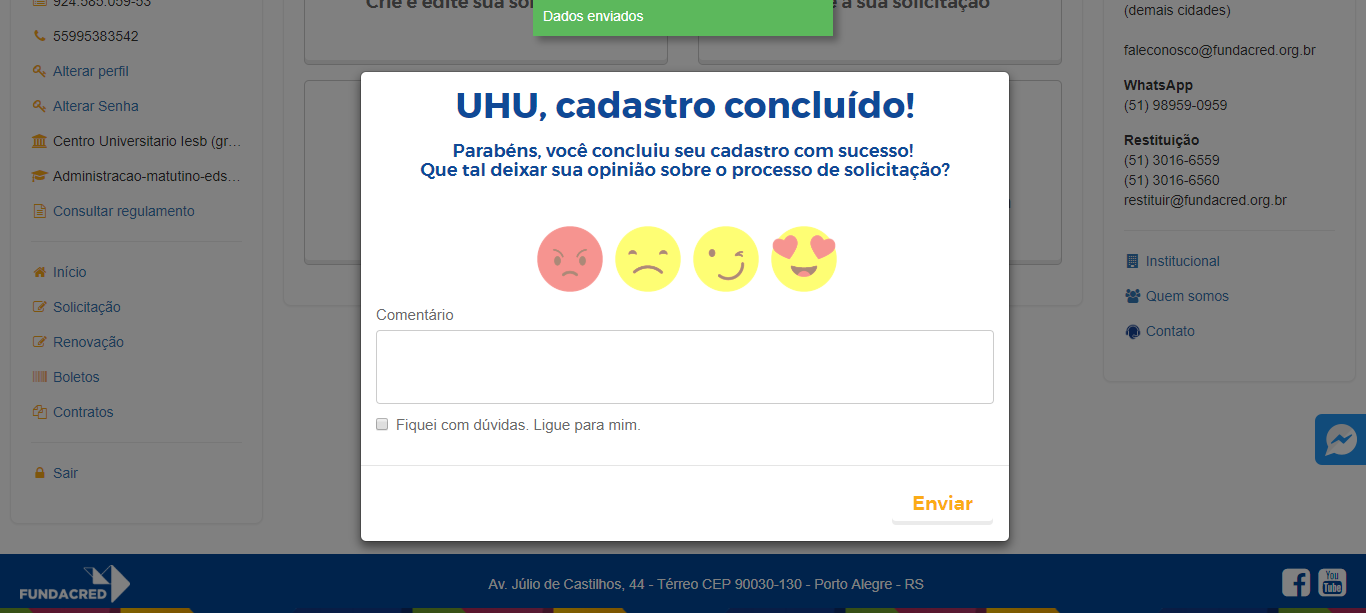 924.585.059-53
55995383542
Alterar perfil
Alterar Senha
Centro Universitario Iesb (gr...
Administracao-matutino-eds...
Consultar regulamento
Início
Solicitação
Renovação
Boletos
Contratos
Sair
Crie e edite sua
a sua solicitação
Dados enviados
UHU, cadastro concluído!
Parabéns, você concluiu seu cadastro com sucesso!
Que tal deixar sua opinião sobre o processo de solicitação?
Comentário
Fiquei com dúvidas. Ligue para mim.
Enviar
(demais cidades)
faleconosco@fundacred.org.br
WhatsApp
(51) 98959-0959
Restituição
(51) 3016-6559
(51) 3016-6560
restituir@fundacred.org.br
Institucional
Quem somos
Contato
FUNDACRED
Av. Júlio de Castilhos, 44 - Térreo CEP 90030-130 - Porto Alegre - RS
You
Tube